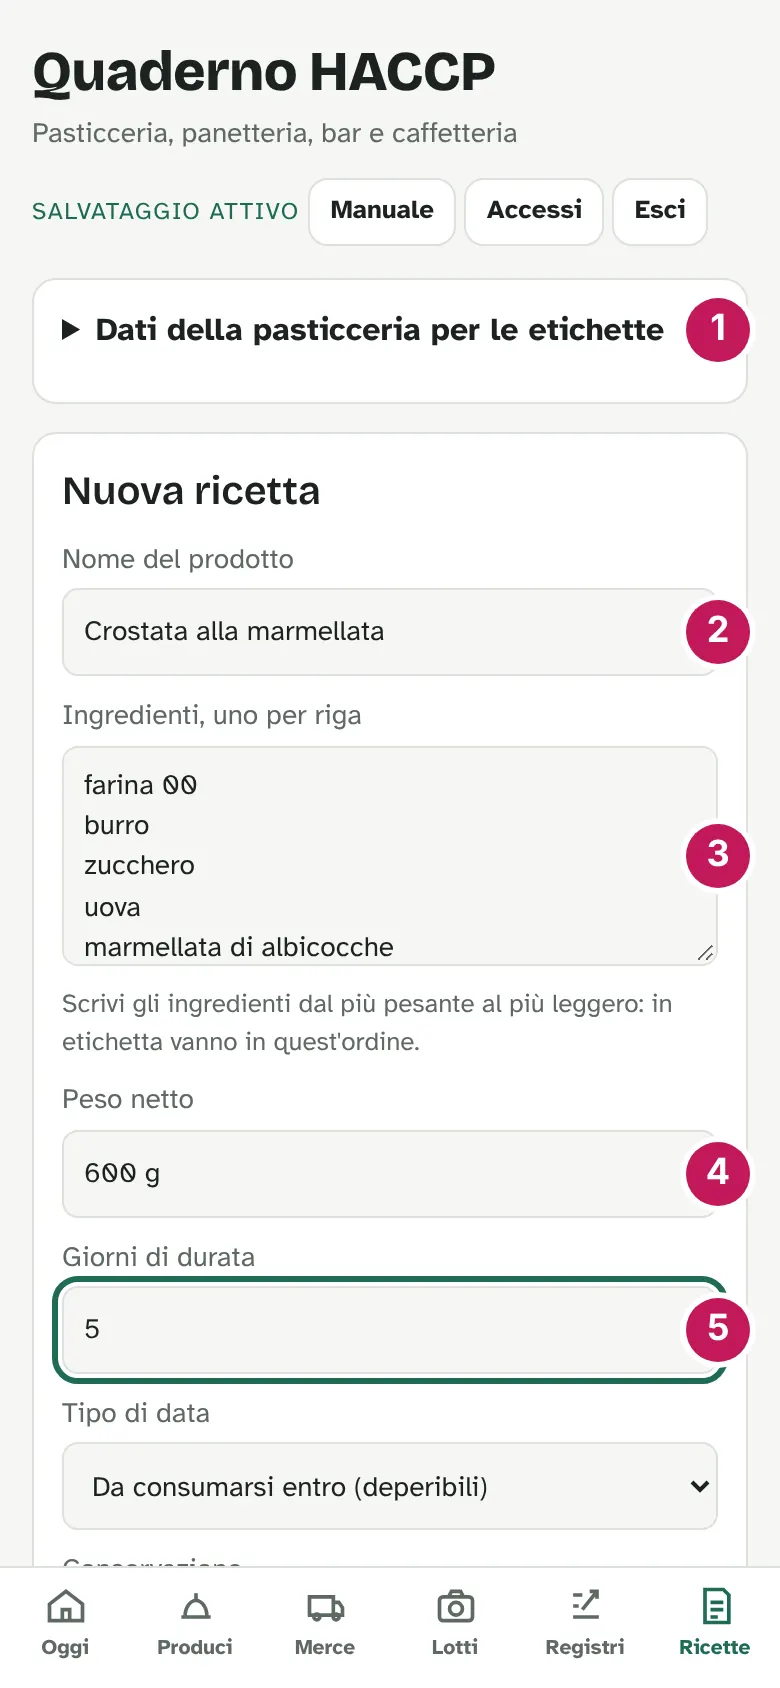 Quaderno HACCP
Pasticceria, panetteria, bar e caffetteria
SALVATAGGIO ATTIVO Manuale Accessi Esci
Dati della pasticceria per le etichette 1
Nuova ricetta
Nome del prodotto
Crostata alla marmellata 2
Ingredienti, uno per riga
farina 00
burro
zucchero 3
uova
marmellata di albicocche
Scrivi gli ingredienti dal più pesante al più leggero: in
etichetta vanno in quest'ordine.
Peso netto
600 g 4
Giorni di durata
5 5
Tipo di data
Da consumarsi entro (deperibili)
Conservazione
Oggi Produci Merce Lotti Registri Ricette